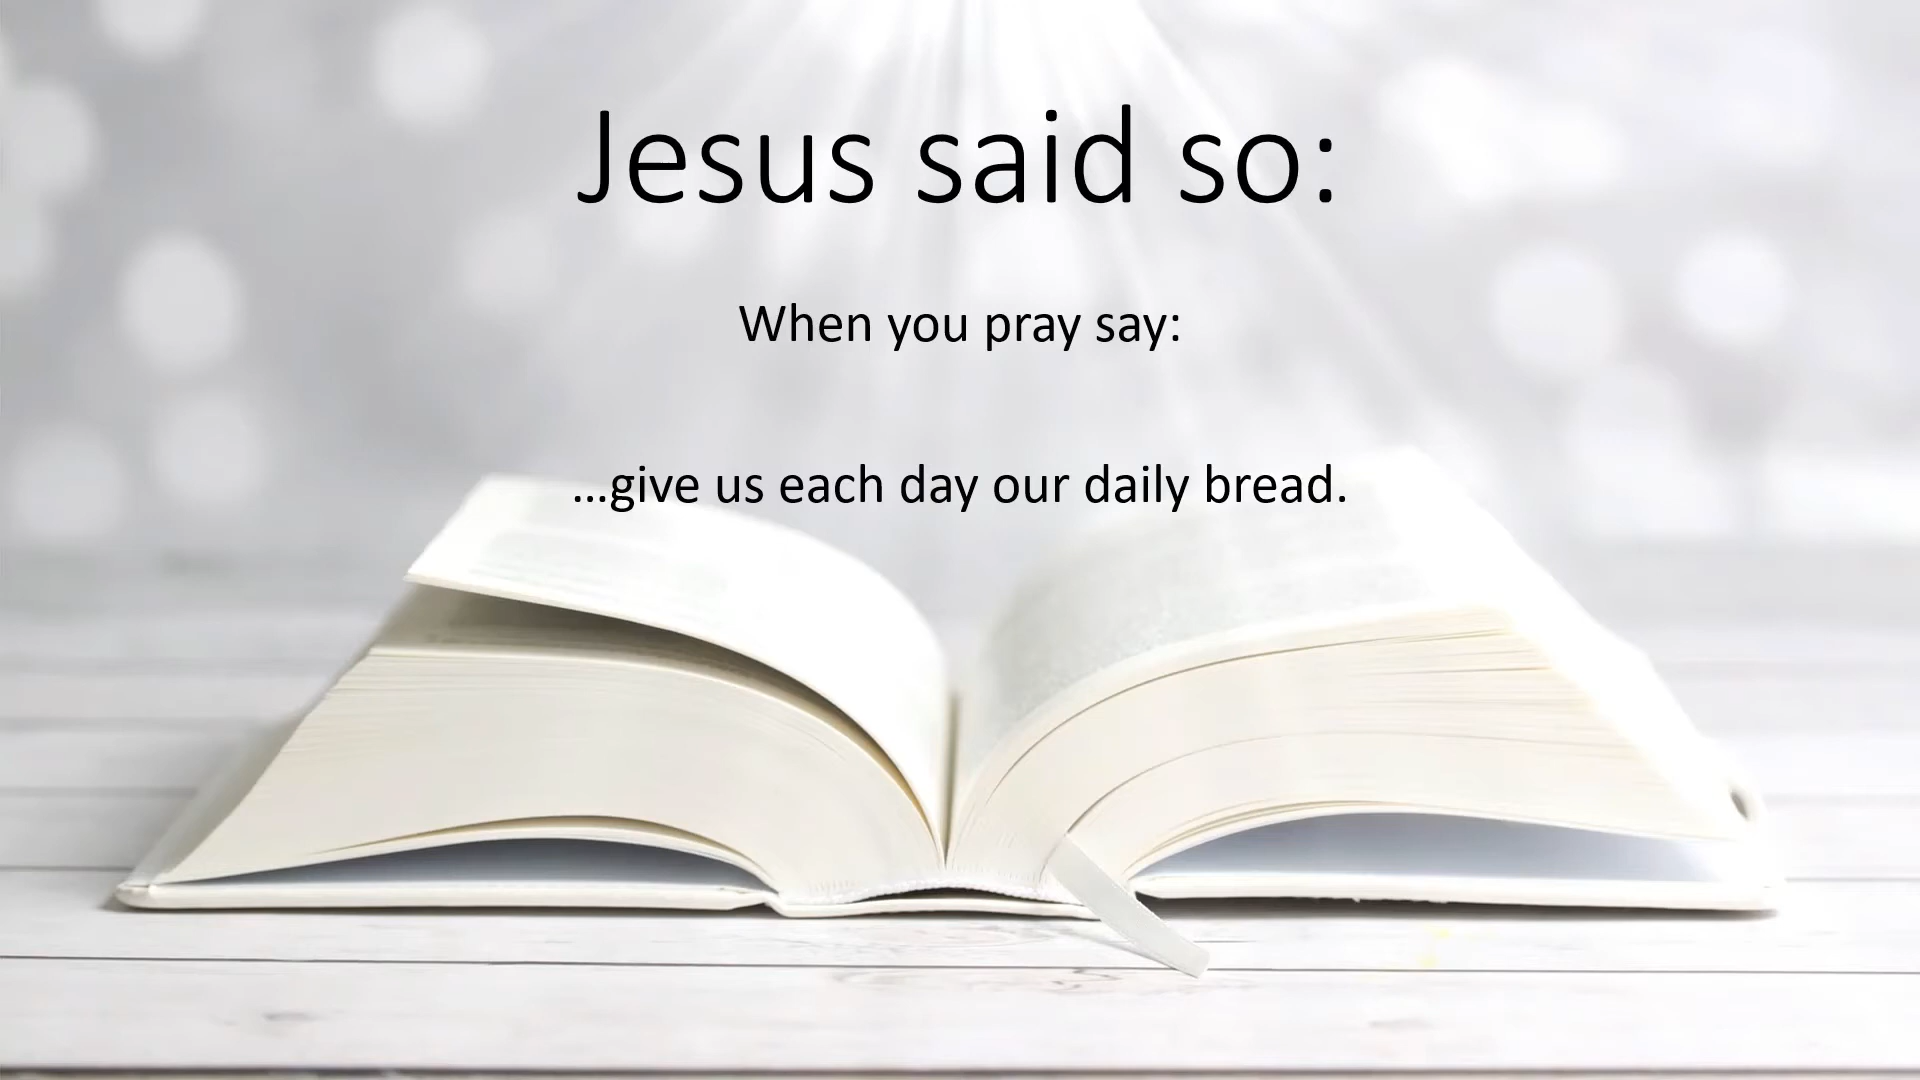 Jesus said so:
When you pray say:
…give us each day our daily bread.